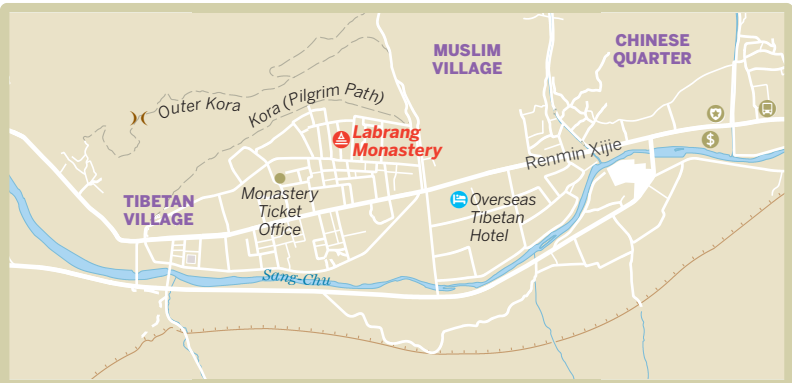 MUSLIM
VILLAGE
CHINESE
QUARTER
Outer Kora
Kora (Pilgrim Path)
Labrang
Monastery
Renmin Xijie
$
TIBETAN
VILLAGE
Monastery
Ticket
Office
Overseas
Tibetan
Hotel
Sang-Chu